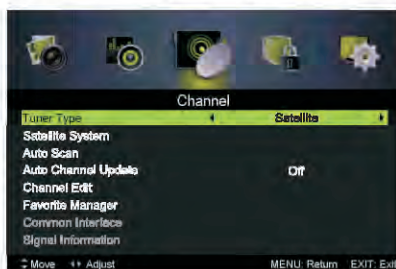 Channel
Tuner Type Satellite
Satellite System
Auto Scan
Auto Channel Update Off
Channel Edit
Favorite Manager
Common Interface
Signal Information
Move Adjust MENU: Return EXIT: Exit